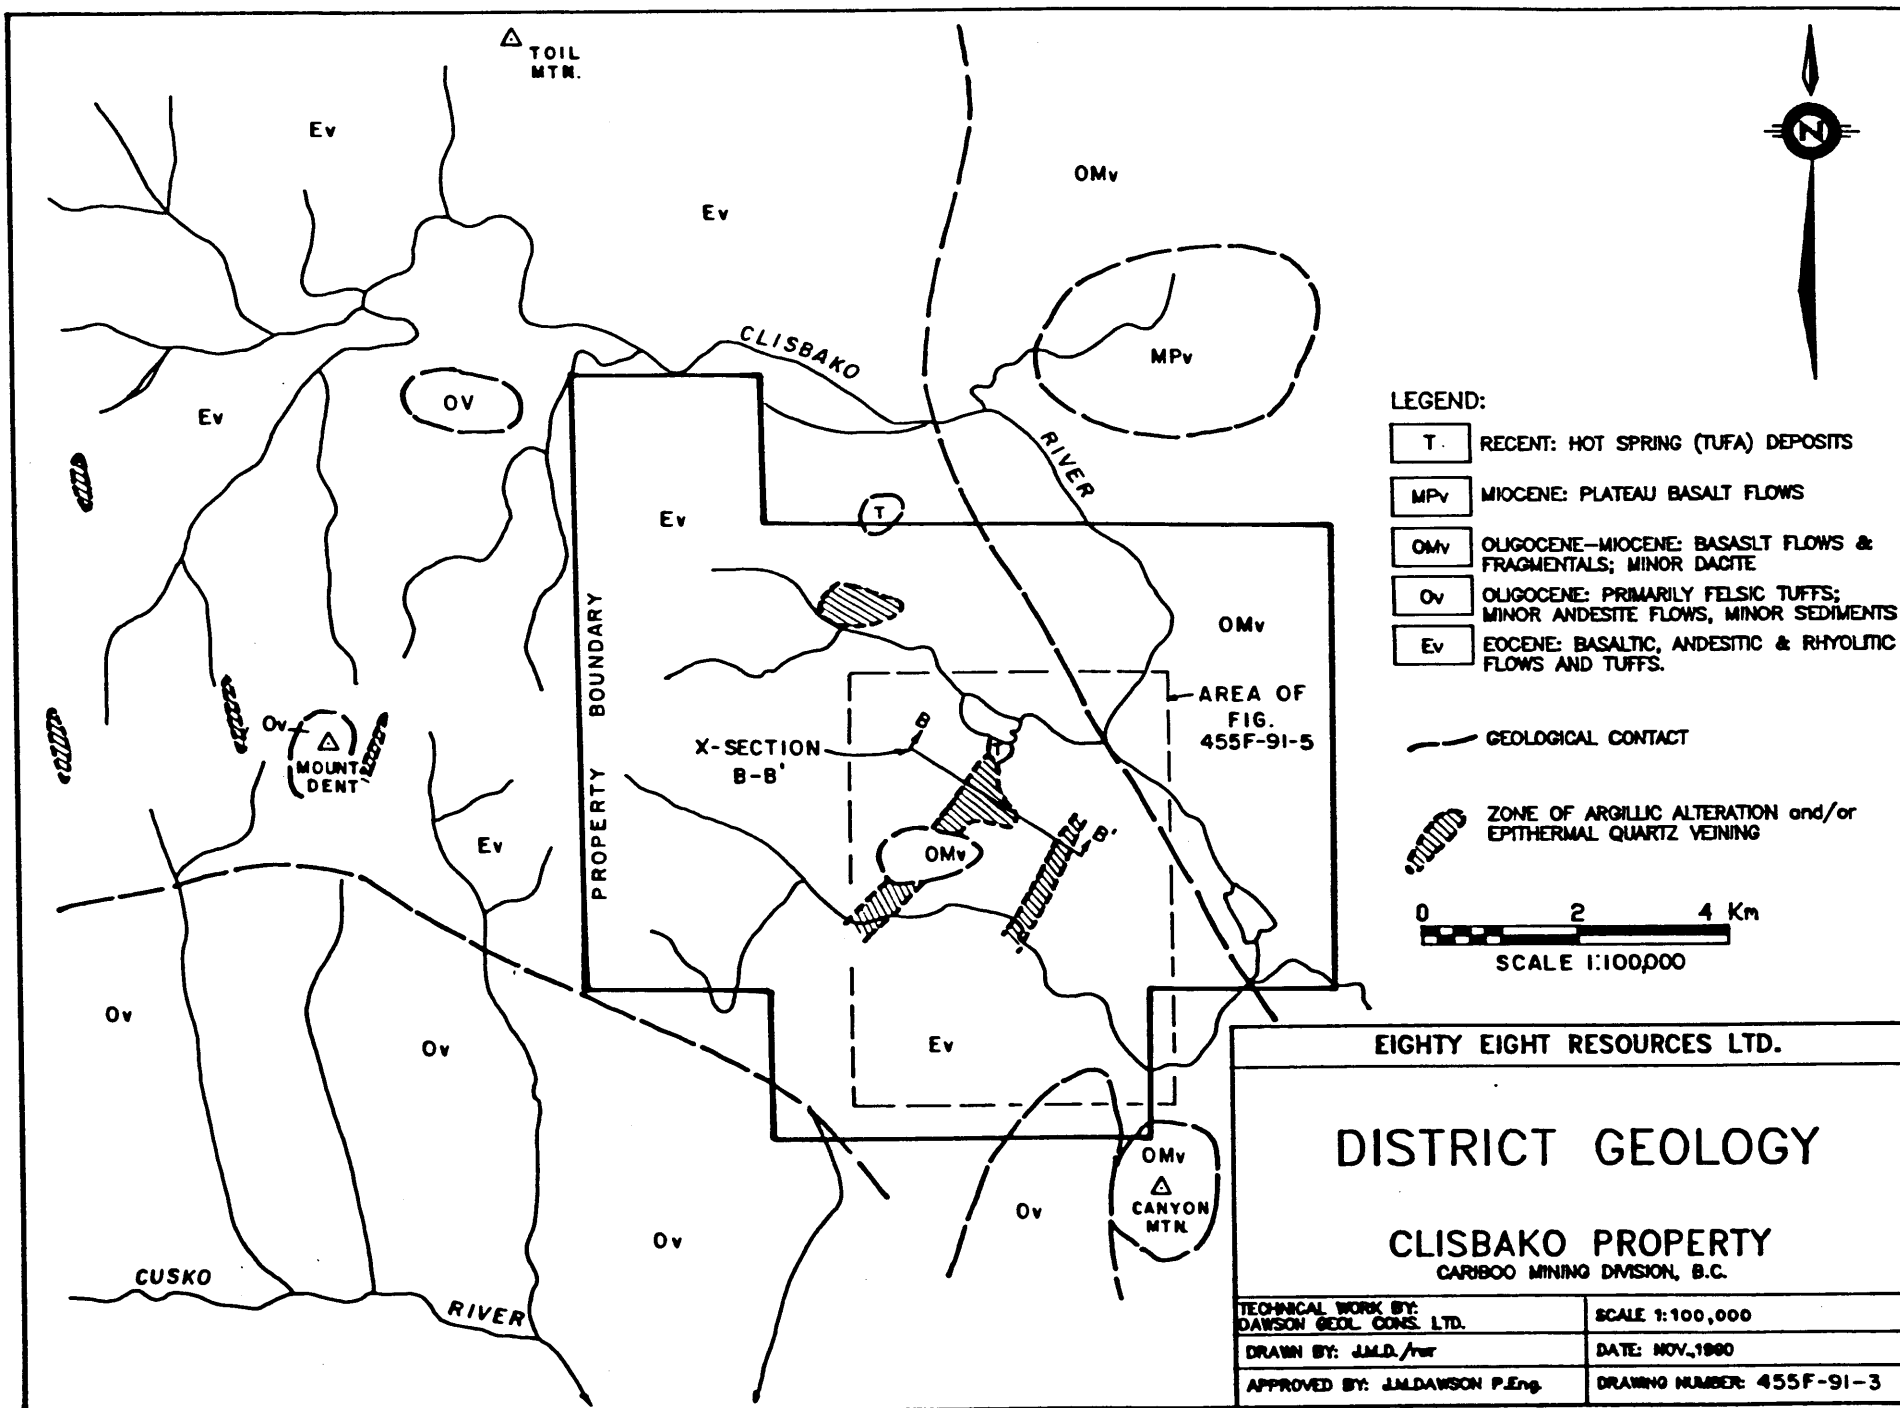 TOIL
MTN.
N
Ev
OMv
Ev
CLISBAKO
MPv
OV
Ev
RIVER
LEGEND:
T RECENT: HOT SPRING (TUFA) DEPOSITS
MPv MIOCENE: PLATEAU BASALT FLOWS
OMv OLIGOCENE-MIOCENE: BASASLT FLOWS &
FRAGMENTALS; MINOR DACITE
Ov OLIGOCENE: PRIMARILY FELSIC TUFFS;
MINOR ANDESITE FLOWS, MINOR SEDIMENTS
Ev EOCENE: BASALTIC, ANDESITIC & RHYOLITIC
FLOWS AND TUFFS.
GEOLOGICAL CONTACT
ZONE OF ARGILLIC ALTERATION and/or
EPITHERMAL QUARTZ VEINING
0 2 4 Km
SCALE 1:100,000
Ev
T
PROPERTY BOUNDARY
OMv
AREA OF
FIG.
455F-91-5
B
X-SECTION
B-B'
T
Ov
MOUNT
DENT
B'
Ev
OMv
Ov
Ov
Ev
OMv
CANYON
MTN.
Ov
Ov
CUSKO
RIVER
EIGHTY EIGHT RESOURCES LTD.
DISTRICT GEOLOGY
CLISBAKO PROPERTY
CARIBOO MINING DIVISION, B.C.
TECHNICAL WORK BY:
DAWSON GEOL. CONS. LTD.
SCALE 1:100,000
DRAWN BY: J.M.D./rwr
DATE: NOV.,1990
APPROVED BY: J.M.DAWSON P.Eng.
DRAWING NUMBER: 455F-91-3